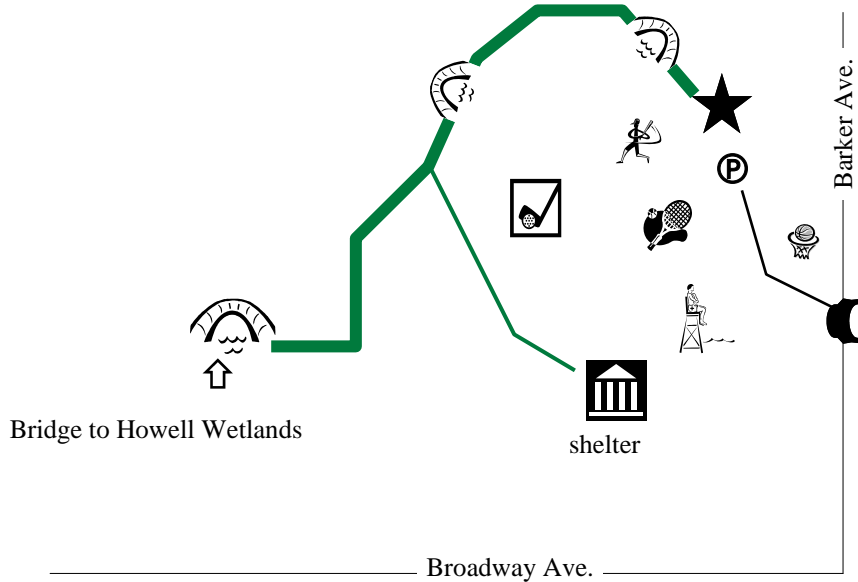 Barker Ave.
P
Bridge to Howell Wetlands
shelter
Broadway Ave.